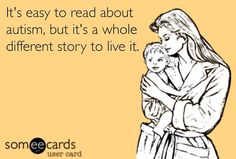 It's easy to read about
autism, but it's a whole
different story to live it.
someecards
user card